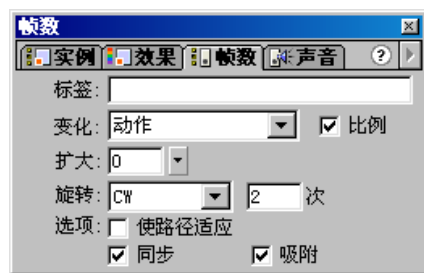 帧数
实例 效果 帧数 声音 ?
标签:
变化: 动作 比例
扩大: 0
旋转: CW 2 次
选项: 使路径适应
同步 吸附